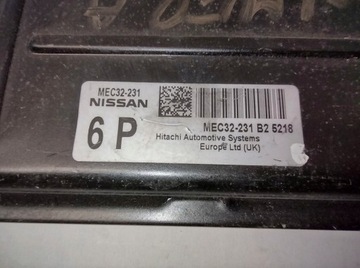 MEC32-231
NISSAN
6 P
MEC32-231 B2 5218
Hitachi Automotive Systems
Europe Ltd (UK)